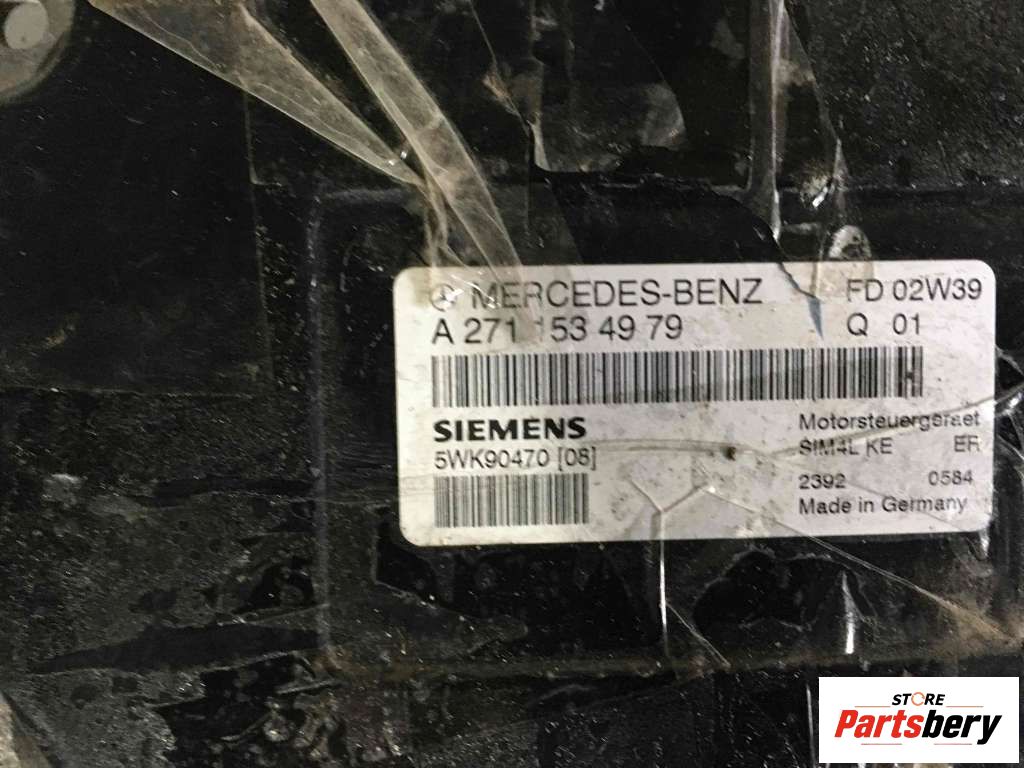 MERCEDES-BENZ FD 02W39
A 271 153 49 79 Q 01
SIEMENS
5WK90470 [08]
Motorsteuergeraet
SIM4L KE ER
2392 0584
Made in Germany
STORE
Partsbery